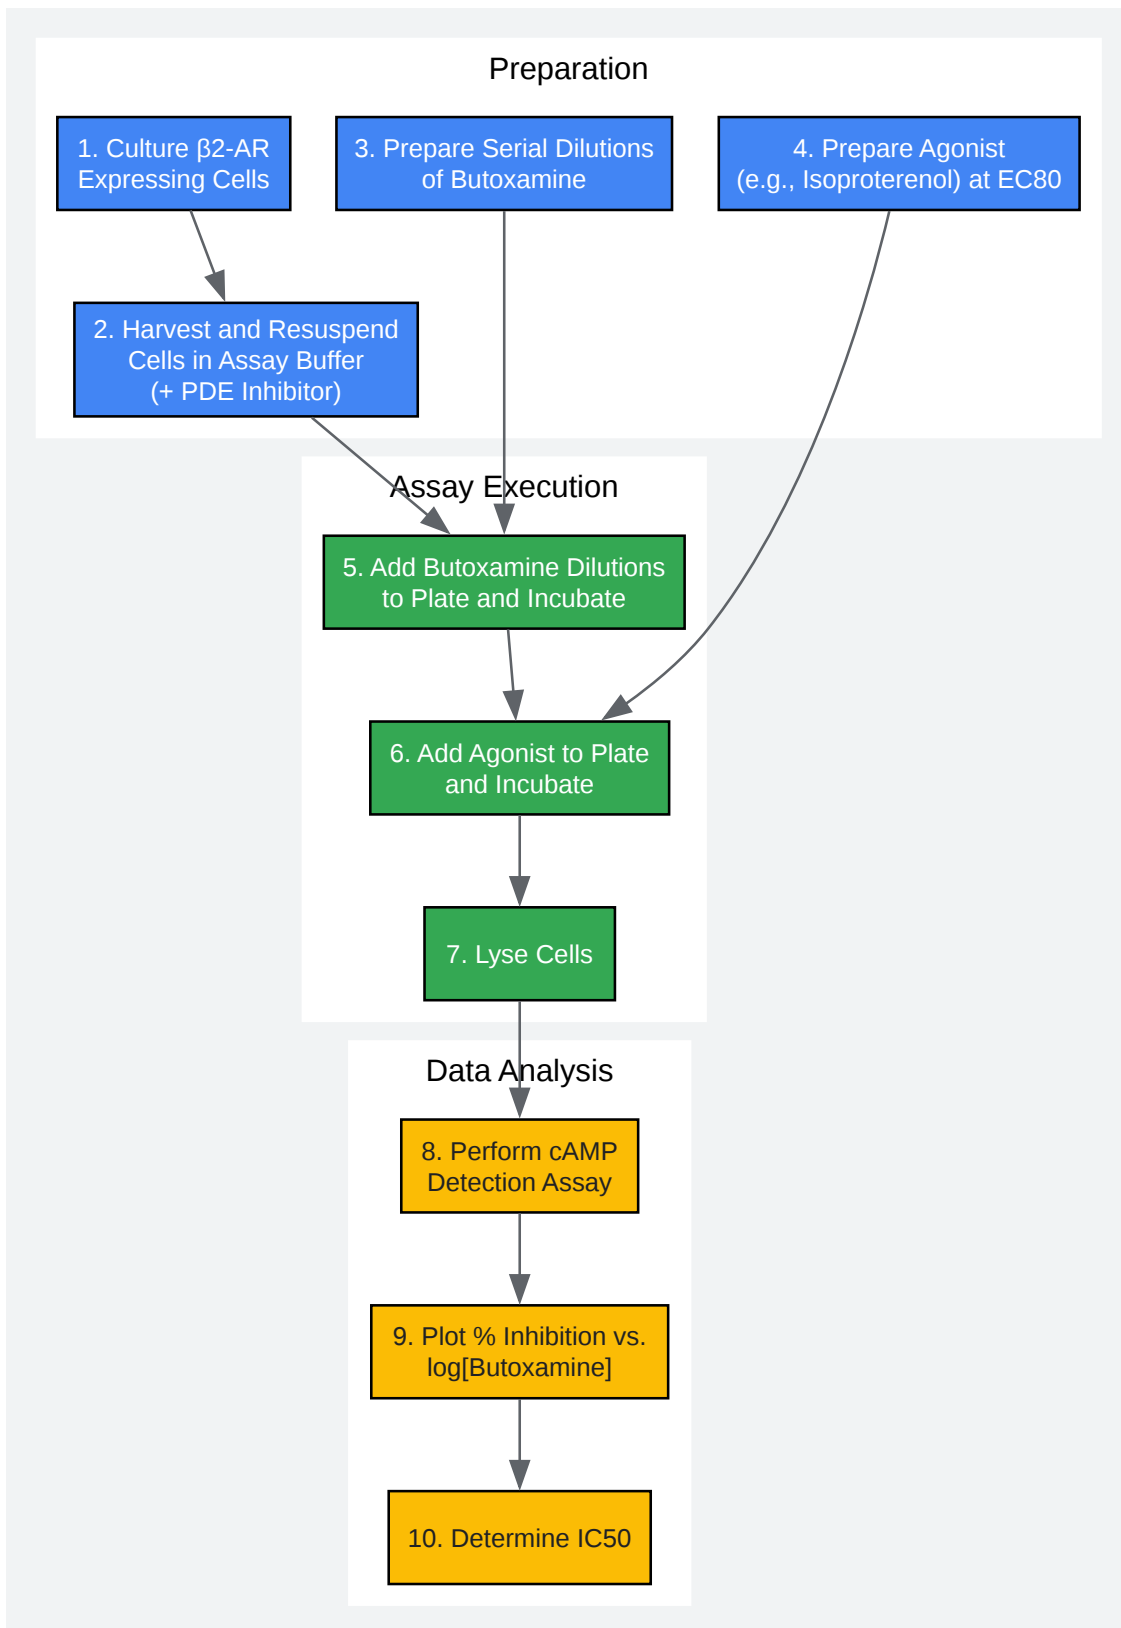 Preparation
1. Culture β2-AR
Expressing Cells
3. Prepare Serial Dilutions
of Butoxamine
4. Prepare Agonist
(e.g., Isoproterenol) at EC80
2. Harvest and Resuspend
Cells in Assay Buffer
(+ PDE Inhibitor)
Assay Execution
5. Add Butoxamine Dilutions
to Plate and Incubate
6. Add Agonist to Plate
and Incubate
7. Lyse Cells
Data Analysis
8. Perform cAMP
Detection Assay
9. Plot % Inhibition vs.
log[Butoxamine]
10. Determine IC50